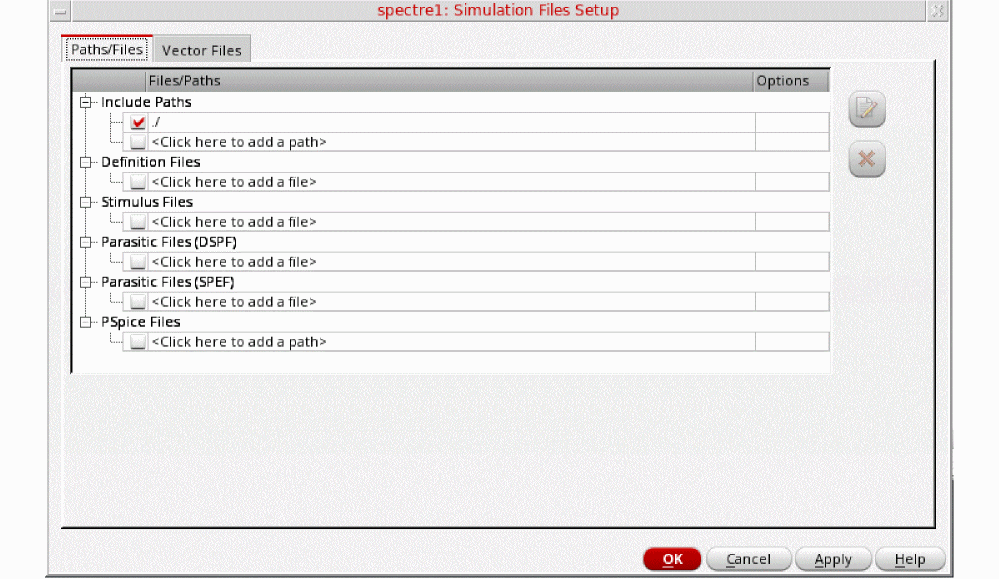 spectre1: Simulation Files Setup
Paths/Files Vector Files
Files/Paths Options
Include Paths
./
<Click here to add a path>
Definition Files
<Click here to add a file>
Stimulus Files
<Click here to add a file>
Parasitic Files (DSPF)
<Click here to add a file>
Parasitic Files (SPEF)
<Click here to add a file>
PSpice Files
<Click here to add a path>
OK Cancel Apply Help